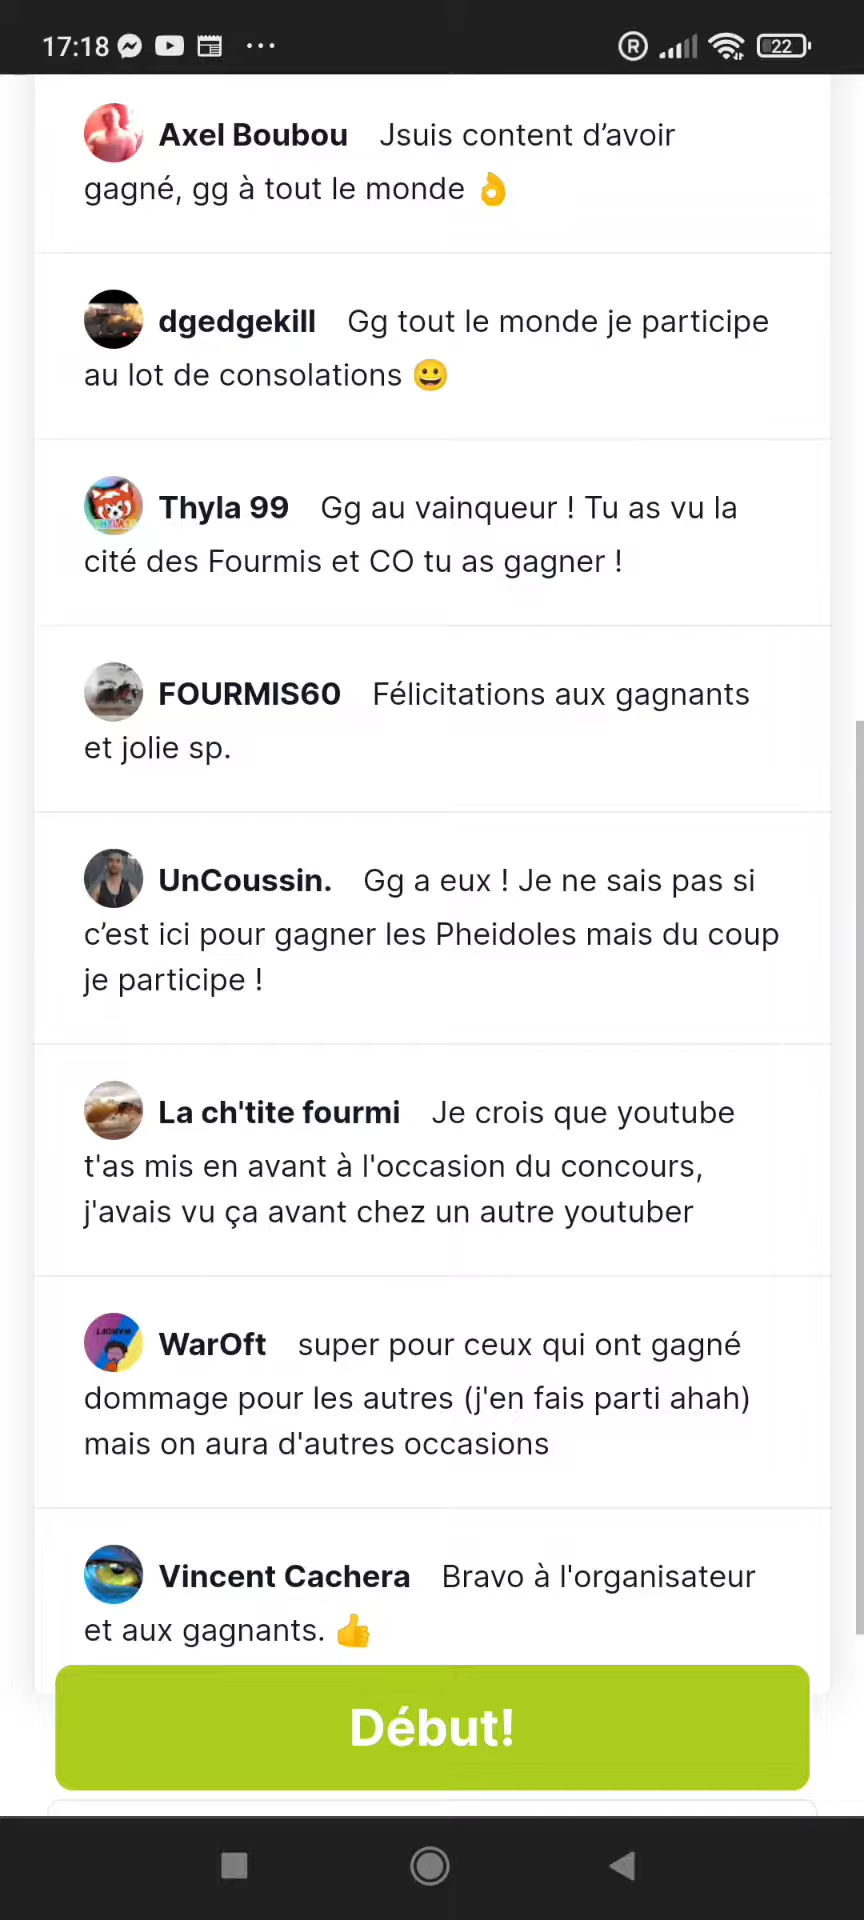 17:18
R
22
Axel Boubou Jsuis content d’avoir
gagné, gg à tout le monde 👌
dgedgekill Gg tout le monde je participe
au lot de consolations 😀
Thyla 99 Gg au vainqueur ! Tu as vu la
cité des Fourmis et CO tu as gagner !
FOURMIS60 Félicitations aux gagnants
et jolie sp.
UnCoussin. Gg a eux ! Je ne sais pas si
c’est ici pour gagner les Pheidoles mais du coup
je participe !
La ch'tite fourmi Je crois que youtube
t'as mis en avant à l'occasion du concours,
j'avais vu ça avant chez un autre youtuber
WarOft super pour ceux qui ont gagné
dommage pour les autres (j'en fais parti ahah)
mais on aura d'autres occasions
Vincent Cachera Bravo à l'organisateur
et aux gagnants. 👍
Début!